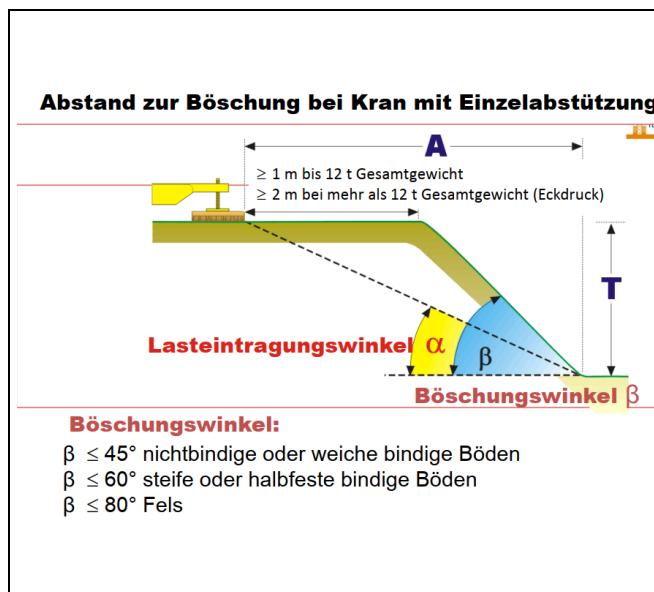 Abstand zur Böschung bei Kran mit Einzelabstützung
A
≥ 1 m bis 12 t Gesamtgewicht
≥ 2 m bei mehr als 12 t Gesamtgewicht (Eckdruck)
T
Lasteintragungswinkel α
β
Böschungswinkel β
Böschungswinkel:
β ≤ 45° nichtbindige oder weiche bindige Böden
β ≤ 60° steife oder halbfeste bindige Böden
β ≤ 80° Fels